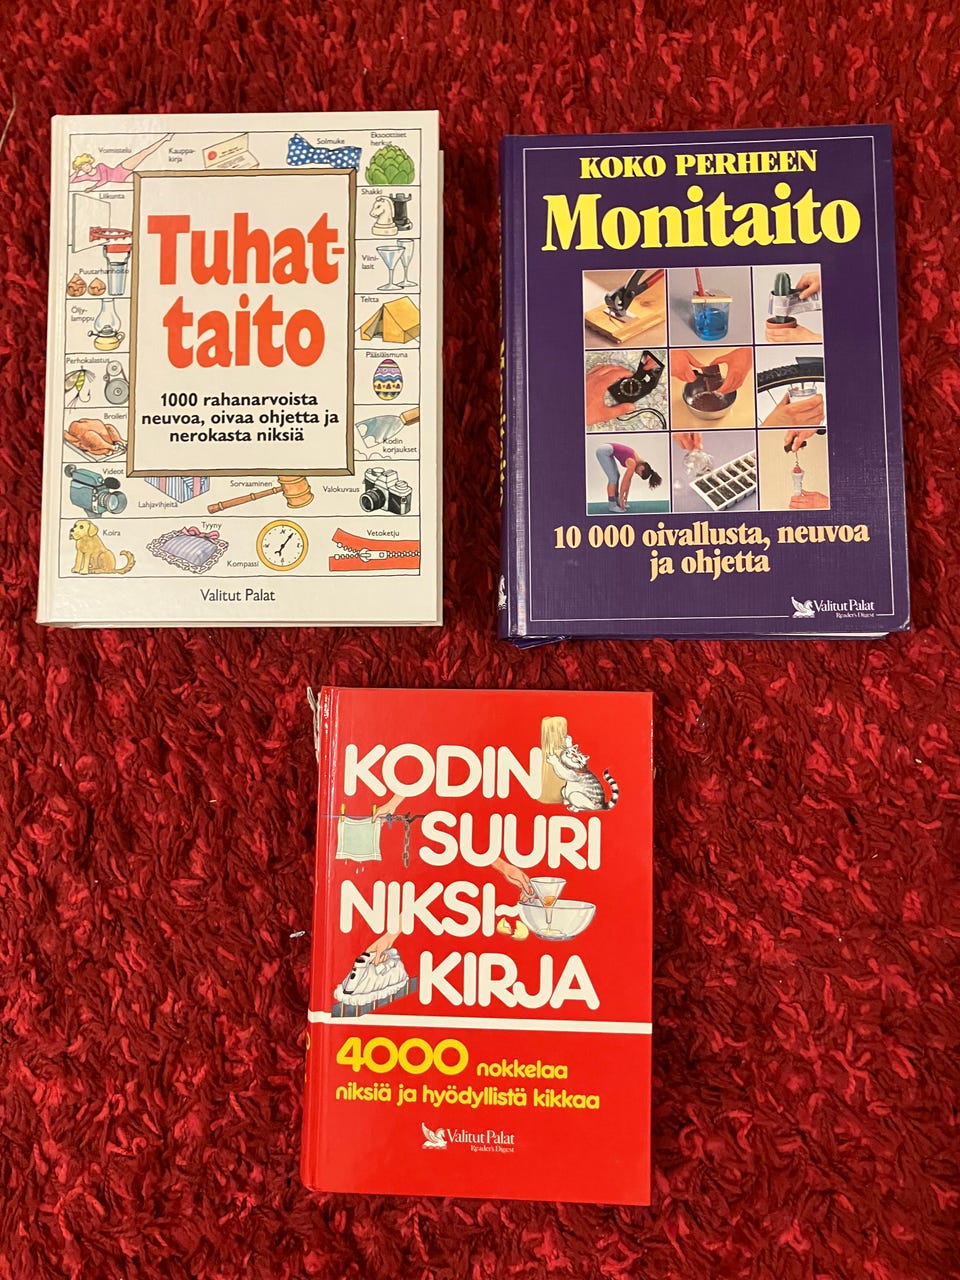 Voimistelu
Kauppa-
kirja
Solmuke
Eksoottiset
herkut
Liikunta
Shakki
Tuhat-
taito
Puutarhanhoito
Viini-
lasit
Öljy-
lamppu
Teltta
Perhokalastus
Pääsiäismuna
1000 rahanarvoista
neuvoa, oivaa ohjetta ja
nerokasta niksiä
Broileri
Kodin
korjaukset
Videot
Lahjavihjeitä
Sorvaaminen
Valokuvaus
Koira
Tyyny
Kompassi
Vetoketju
Valitut Palat
KOKO PERHEEN
Monitaito
10 000 oivallusta, neuvoa
ja ohjetta
Valitut Palat
Reader's Digest
KODIN
SUURI
NIKSI-
KIRJA
4000 nokkelaa
niksiä ja hyödyllistä kikkaa
Valitut Palat
Reader's Digest